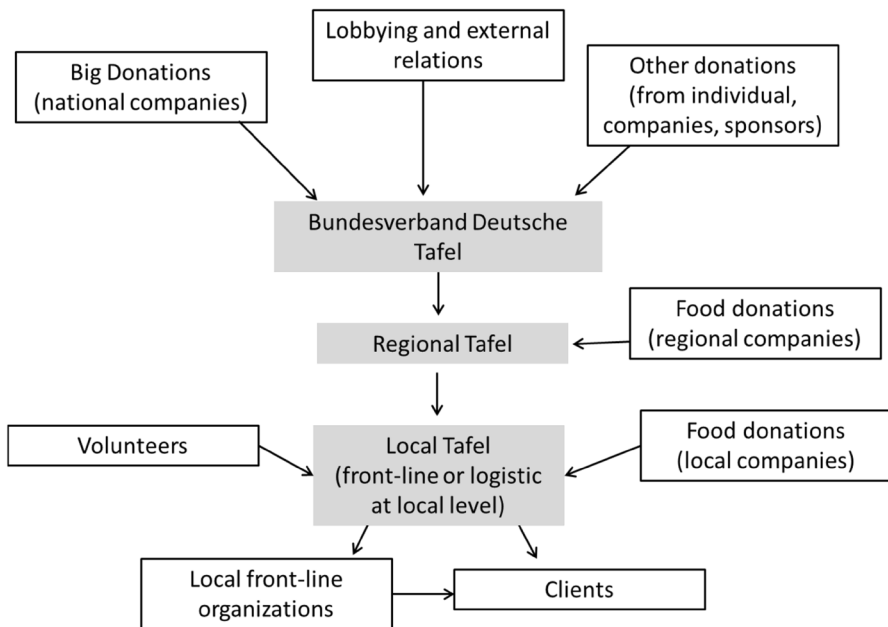 Lobbying and external
relations
Big Donations
(national companies)
Other donations
(from individual,
companies, sponsors)
Bundesverband Deutsche
Tafel
Regional Tafel
Food donations
(regional companies)
Volunteers
Local Tafel
(front-line or logistic
at local level)
Food donations
(local companies)
Local front-line
organizations
Clients